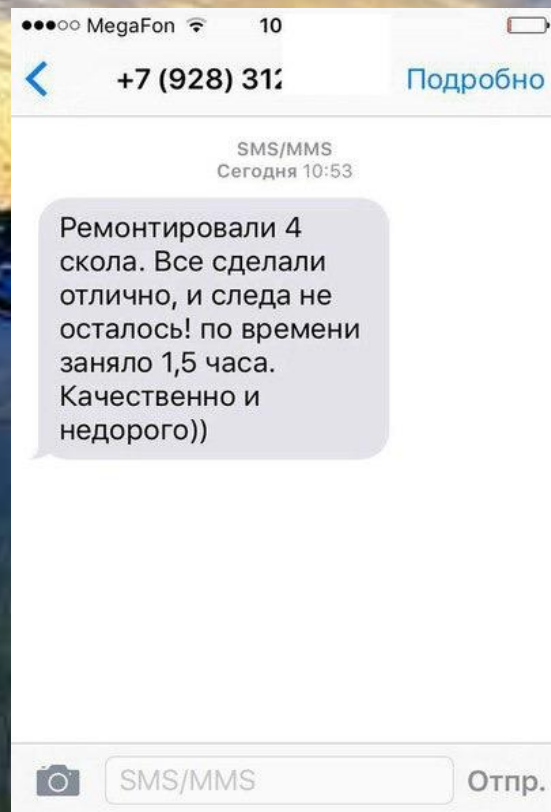 MegaFon 10
+7 (928) 312 Подробно
SMS/MMS
Сегодня 10:53
Ремонтировали 4
скола. Все сделали
отлично, и следа не
осталось! по времени
заняло 1,5 часа.
Качественно и
недорого))
SMS/MMS Отпр.